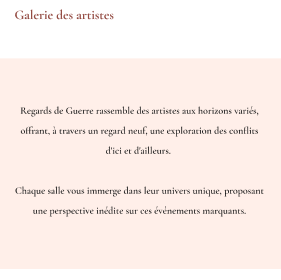 Galerie des artistes
Regards de Guerre rassemble des artistes aux horizons variés,
offrant, à travers un regard neuf, une exploration des conflits
d'ici et d'ailleurs.
Chaque salle vous immerge dans leur univers unique, proposant
une perspective inédite sur ces événements marquants.